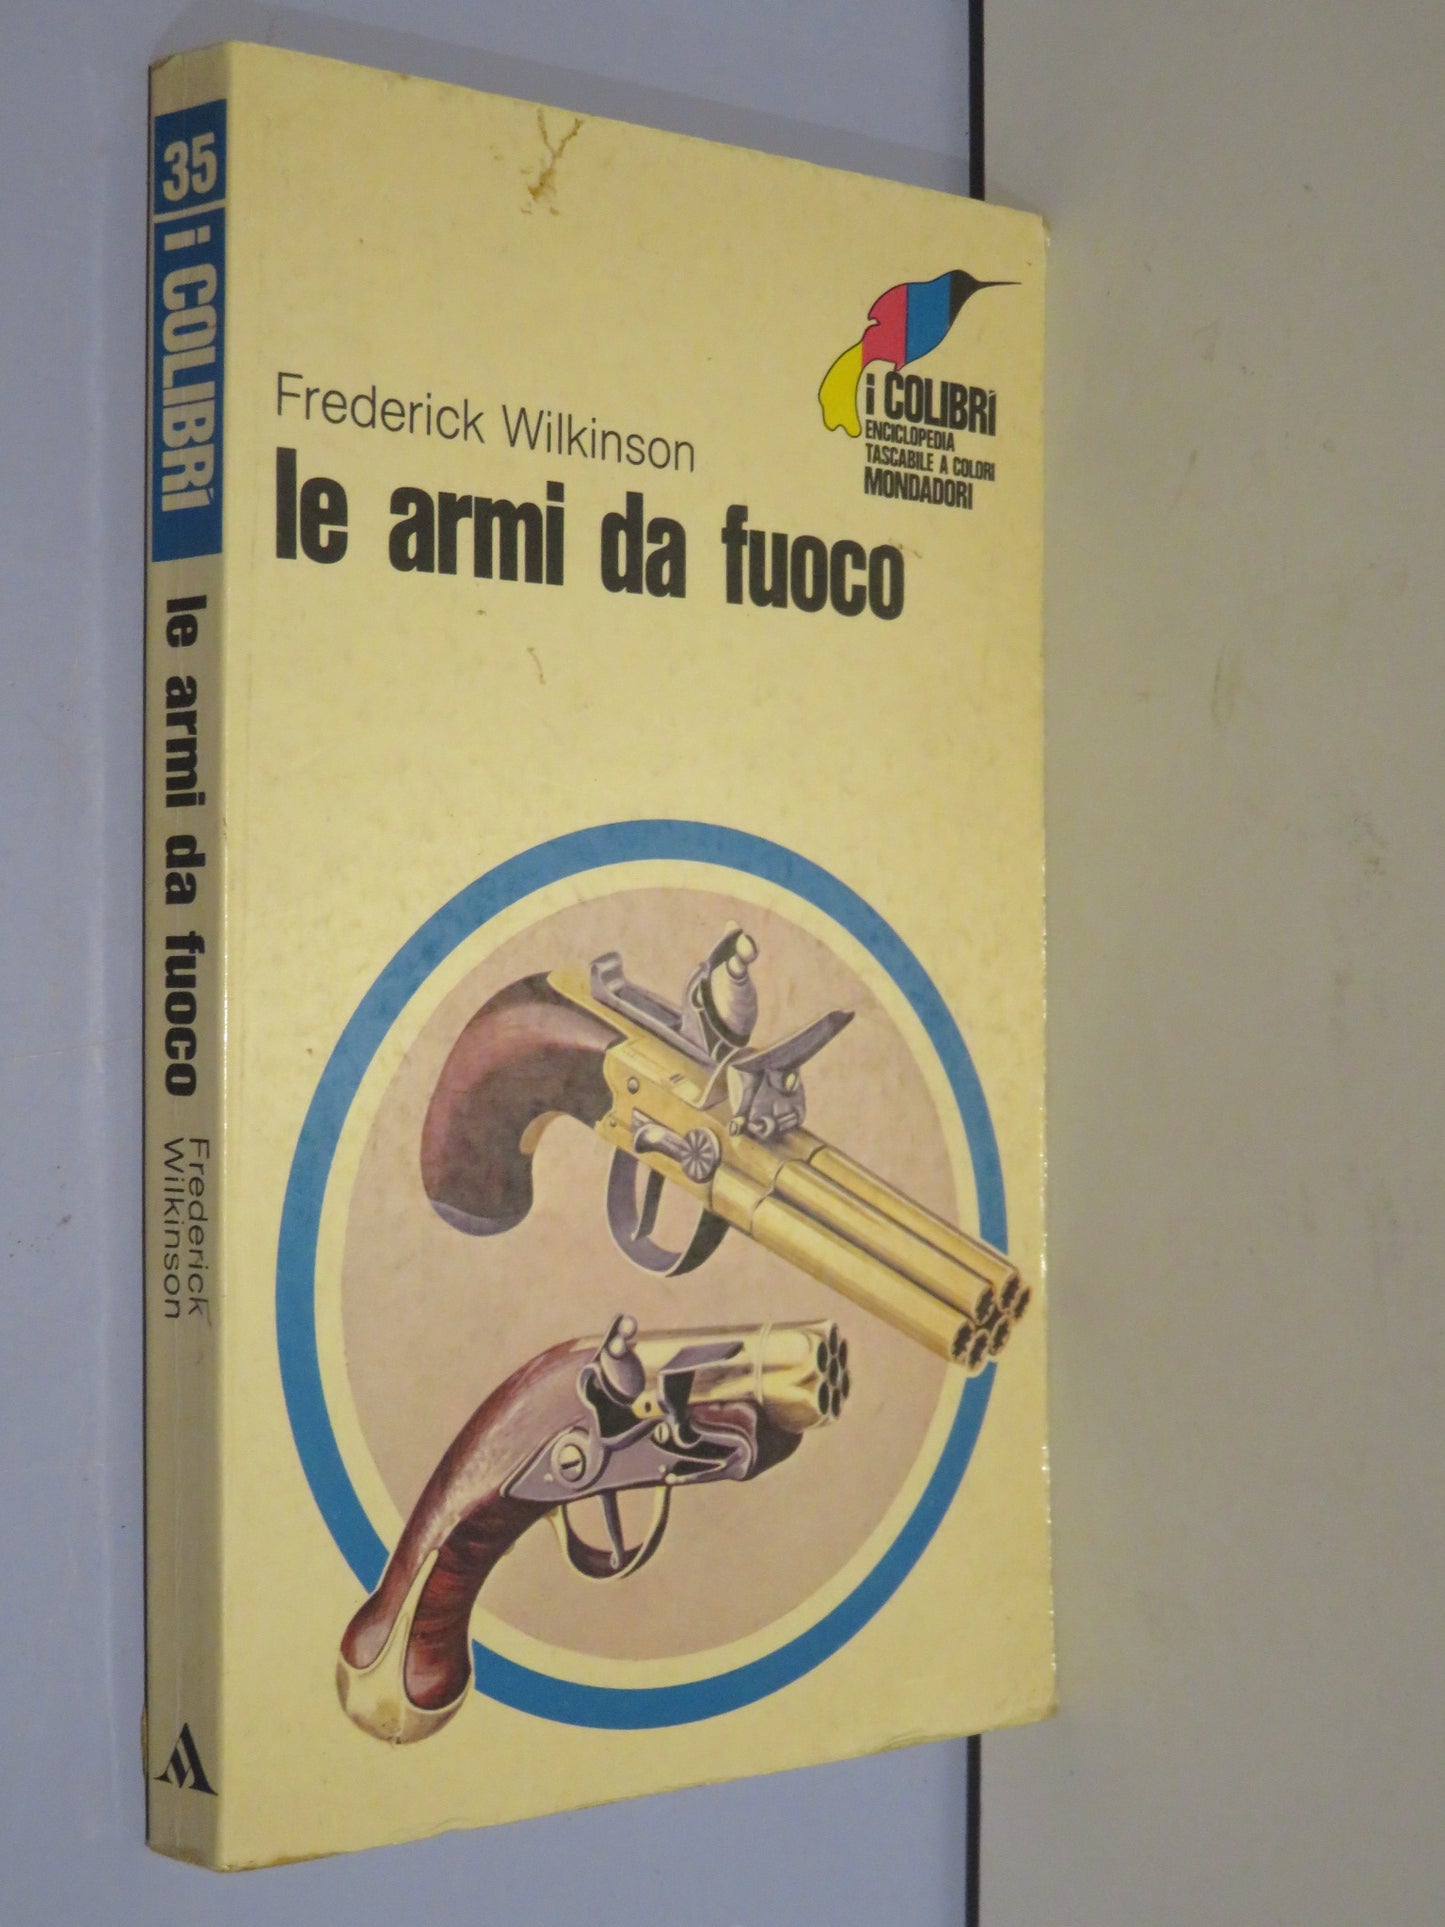 35 i COLIBRÌ
le armi da fuoco
Frederick
Wilkinson
Frederick Wilkinson
le armi da fuoco
i COLIBRÌ
ENCICLOPEDIA
TASCABILE A COLORI
MONDADORI